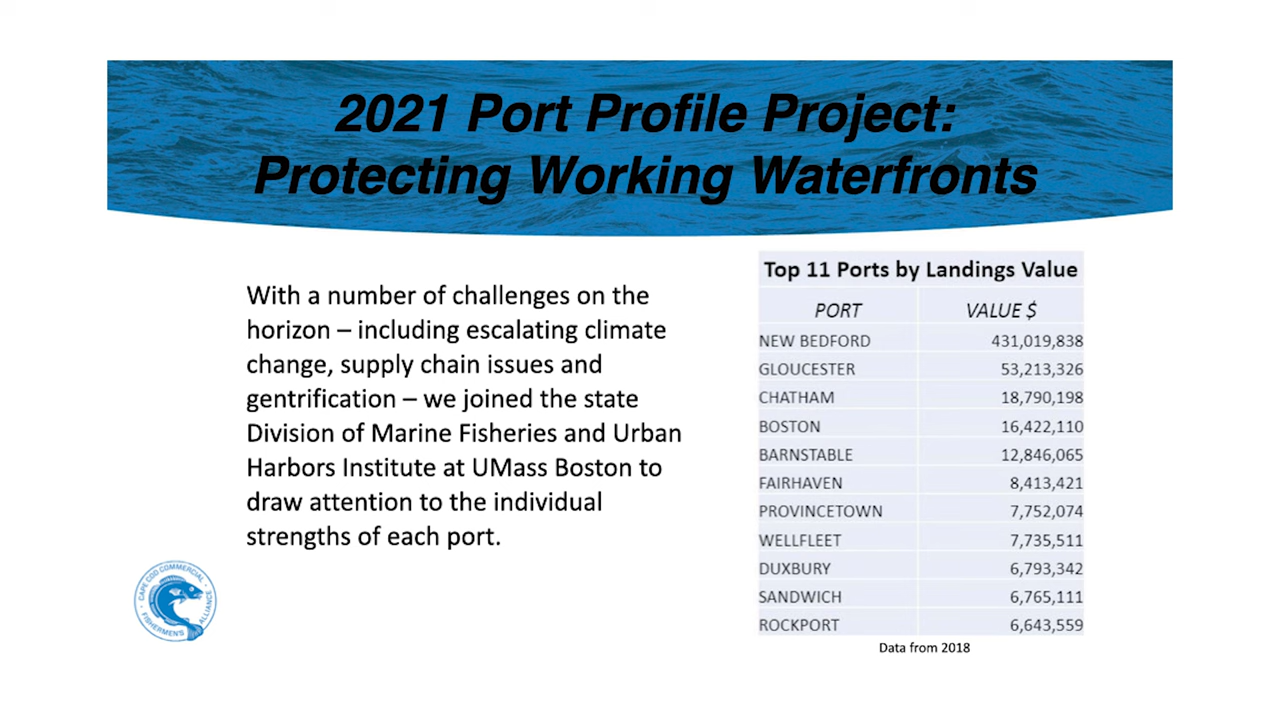 2021 Port Profile Project:
Protecting Working Waterfronts
With a number of challenges on the
horizon – including escalating climate
change, supply chain issues and
gentrification – we joined the state
Division of Marine Fisheries and Urban
Harbors Institute at UMass Boston to
draw attention to the individual
strengths of each port.
CAPE COD COMMERCIAL
FISHERMEN'S ALLIANCE
Top 11 Ports by Landings Value
PORT VALUE $
NEW BEDFORD 431,019,838
GLOUCESTER 53,213,326
CHATHAM 18,790,198
BOSTON 16,422,110
BARNSTABLE 12,846,065
FAIRHAVEN 8,413,421
PROVINCETOWN 7,752,074
WELLFLEET 7,735,511
DUXBURY 6,793,342
SANDWICH 6,765,111
ROCKPORT 6,643,559
Data from 2018